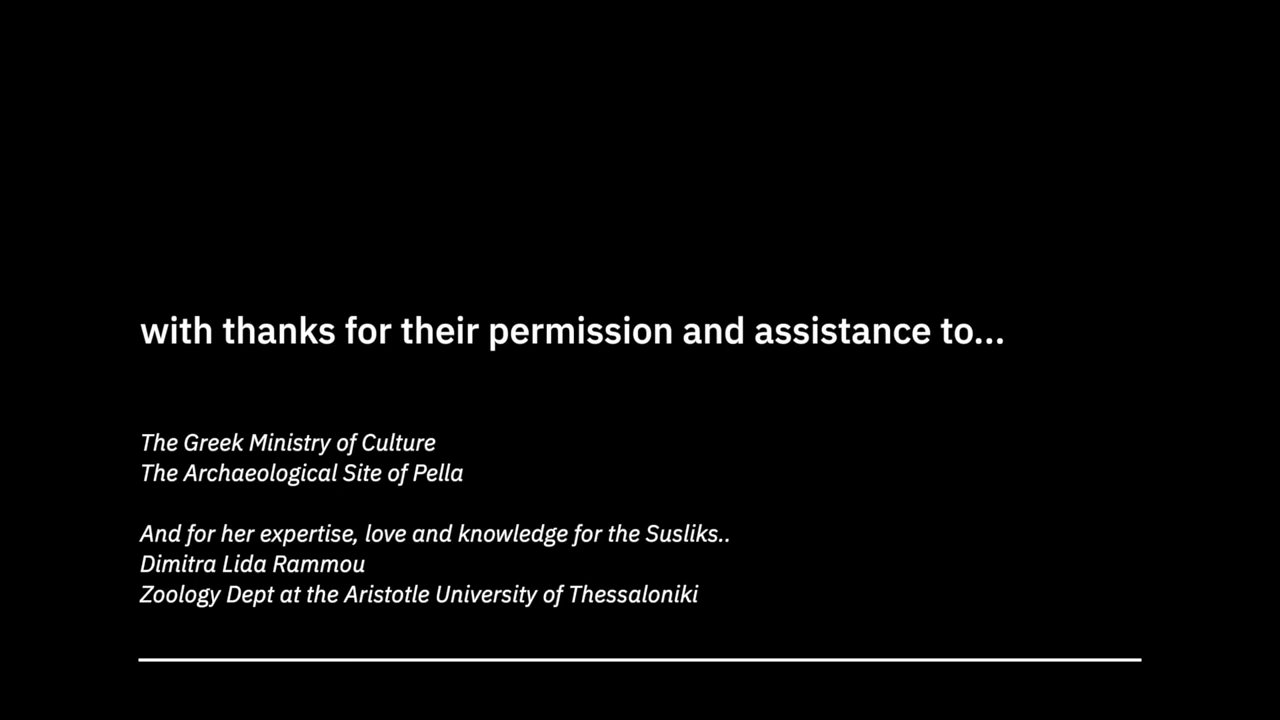 with thanks for their permission and assistance to...
The Greek Ministry of Culture
The Archaeological Site of Pella
And for her expertise, love and knowledge for the Susliks..
Dimitra Lida Rammou
Zoology Dept at the Aristotle University of Thessaloniki